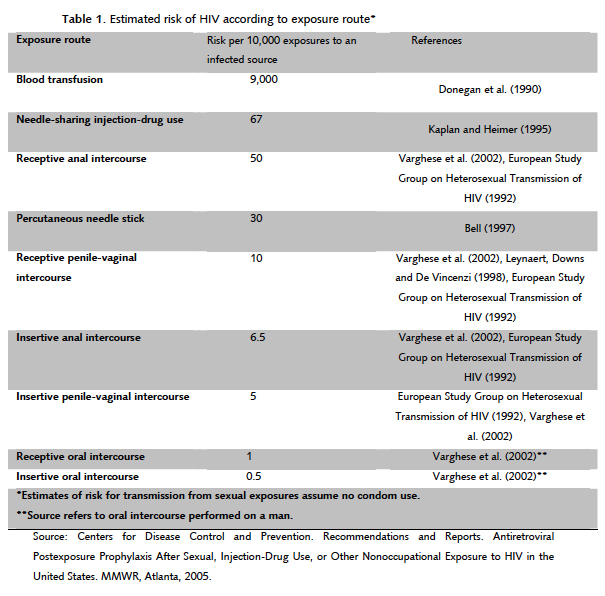 Table 1. Estimated risk of HIV according to exposure route*
Exposure route Risk per 10,000 exposures to an infected source References
Blood transfusion 9,000 Donegan et al. (1990)
Needle-sharing injection-drug use 67 Kaplan and Heimer (1995)
Receptive anal intercourse 50 Varghese et al. (2002), European Study
Group on Heterosexual Transmission of
HIV (1992)
Percutaneous needle stick 30 Bell (1997)
Receptive penile-vaginal 10 Varghese et al. (2002), Leynaert, Downs
intercourse and De Vincenzi (1998), European Study
Group on Heterosexual Transmission of
HIV (1992)
Insertive anal intercourse 6.5 Varghese et al. (2002), European Study
Group on Heterosexual Transmission of
HIV (1992)
Insertive penile-vaginal intercourse 5 European Study Group on Heterosexual
Transmission of HIV (1992), Varghese et
al. (2002)
Receptive oral intercourse 1 Varghese et al. (2002)**
Insertive oral intercourse 0.5 Varghese et al. (2002)**
*Estimates of risk for transmission from sexual exposures assume no condom use.
**Source refers to oral intercourse performed on a man.
Source: Centers for Disease Control and Prevention. Recommendations and Reports. Antiretroviral
Postexposure Prophylaxis After Sexual, Injection-Drug Use, or Other Nonoccupational Exposure to HIV in the
United States. MMWR, Atlanta, 2005.